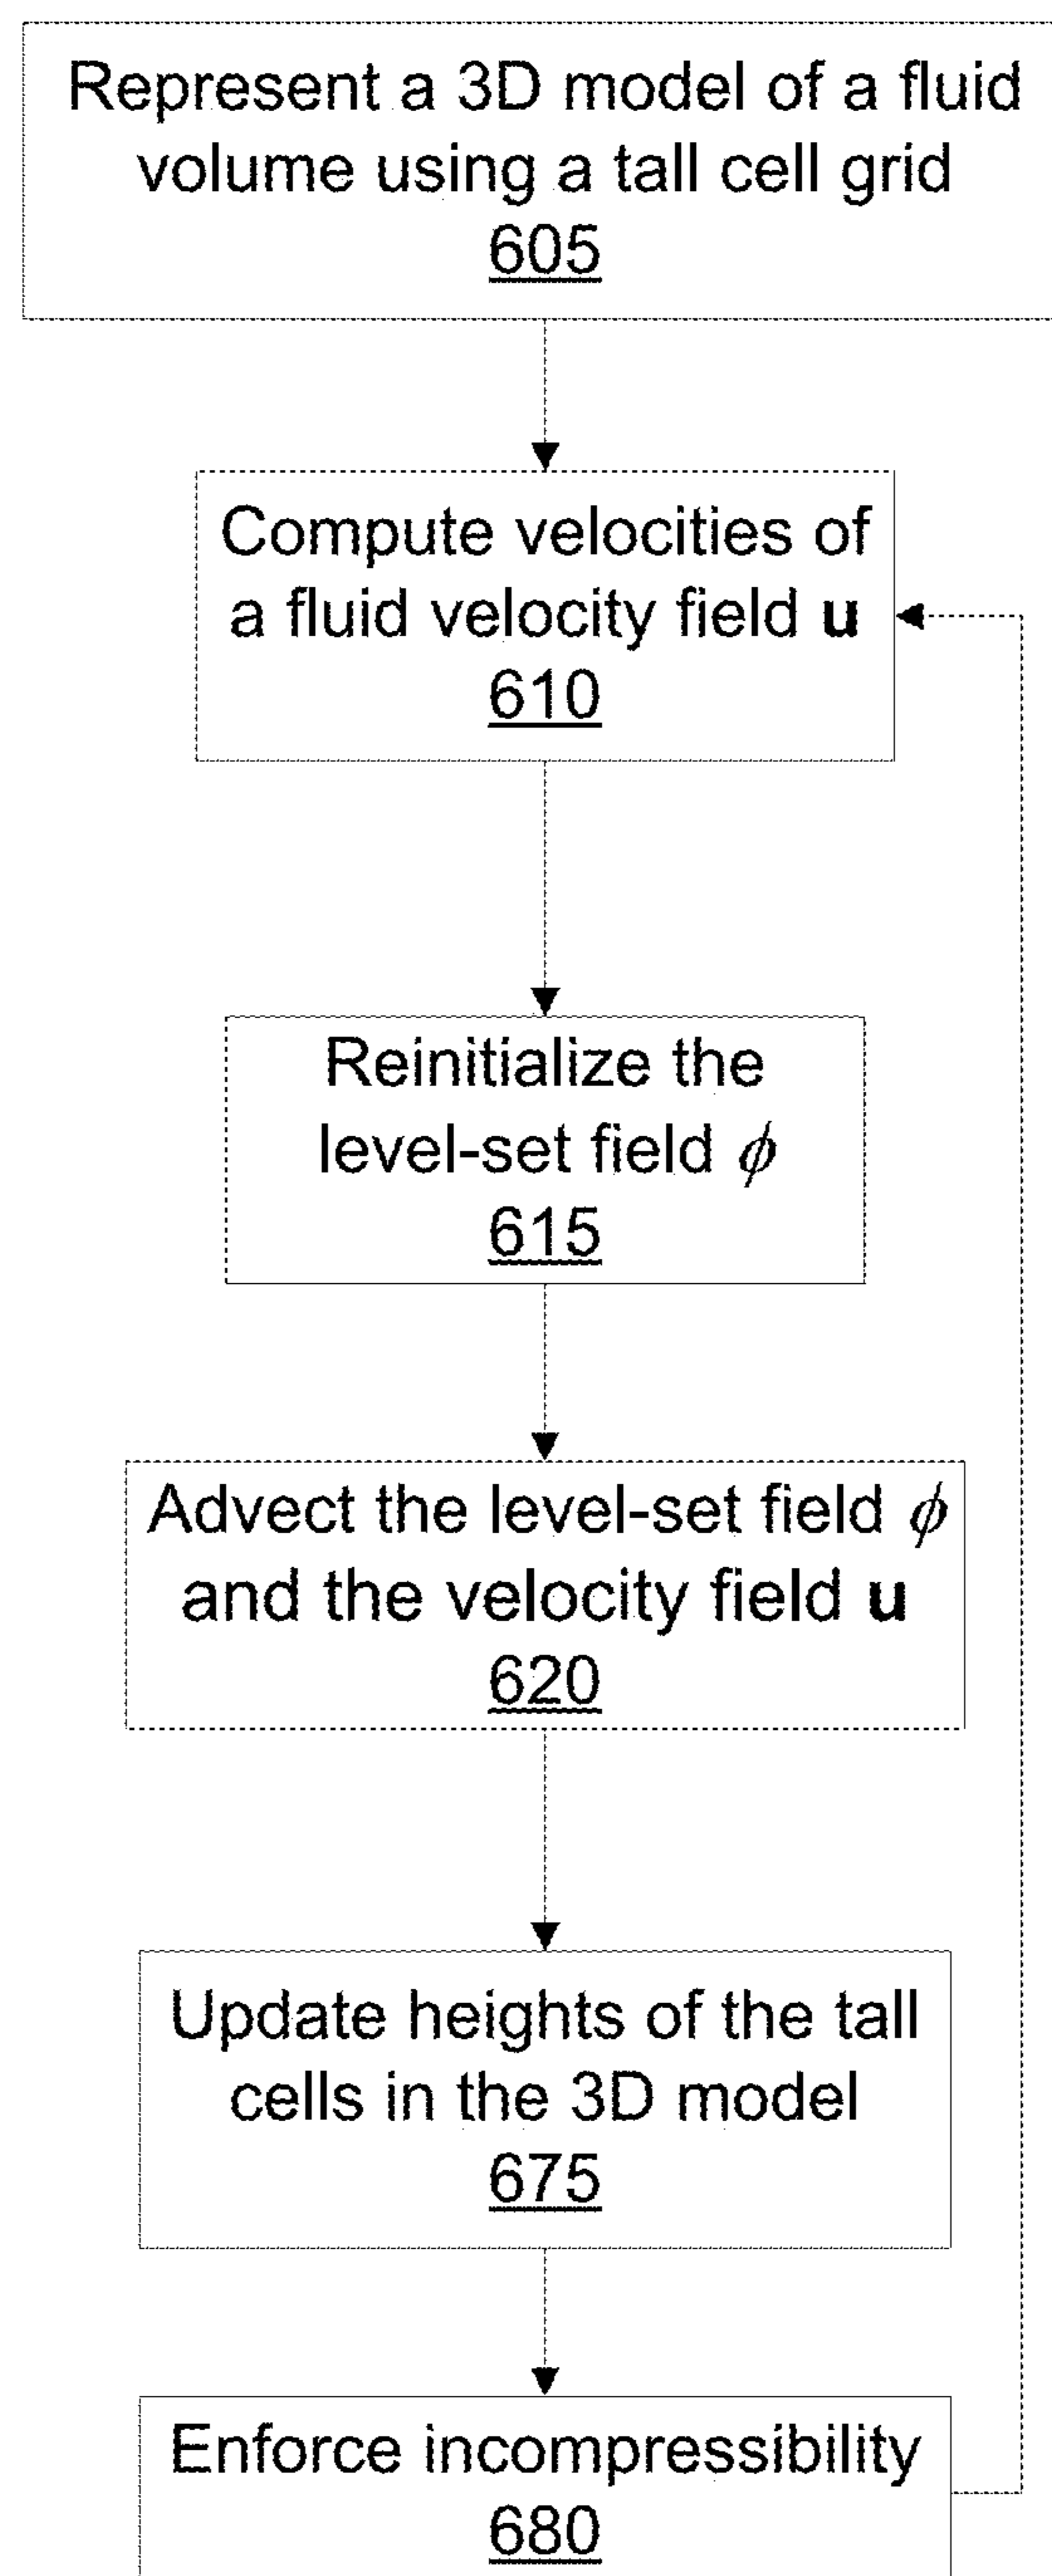 Represent a 3D model of a fluid
volume using a tall cell grid
605
Compute velocities of
a fluid velocity field u
610
Reinitialize the
level-set field ϕ
615
Advect the level-set field ϕ
and the velocity field u
620
Update heights of the tall
cells in the 3D model
675
Enforce incompressibility
680